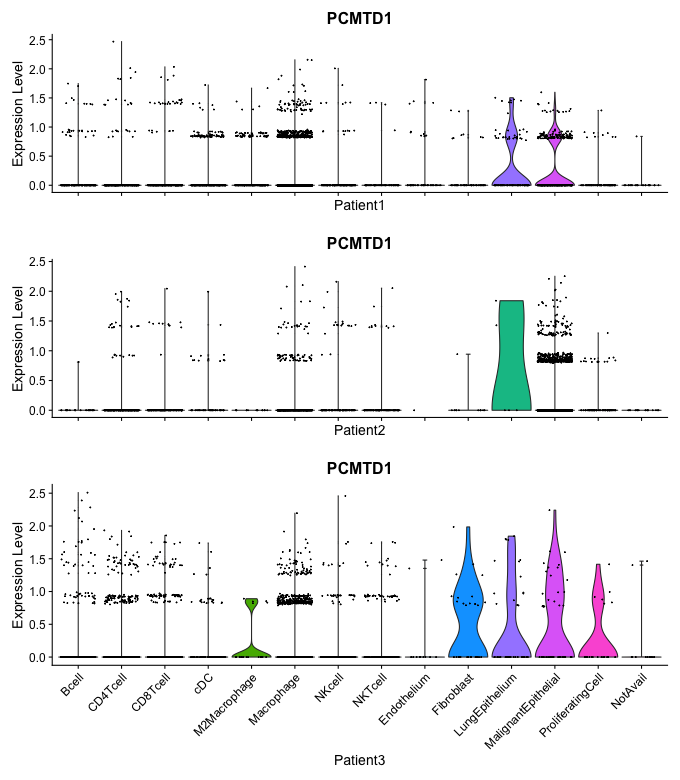 PCMTD1
Expression Level
2.5
2.0
1.5
1.0
0.5
0.0
Patient1
PCMTD1
Expression Level
2.5
2.0
1.5
1.0
0.5
0.0
Patient2
PCMTD1
Expression Level
2.5
2.0
1.5
1.0
0.5
0.0
Bcell
CD4Tcell
CD8Tcell
cDC
M2Macrophage
Macrophage
NKcell
NKTcell
Endothelium
Fibroblast
LungEpithelium
MalignantEpithelial
ProliferatingCell
NotAvail
Patient3